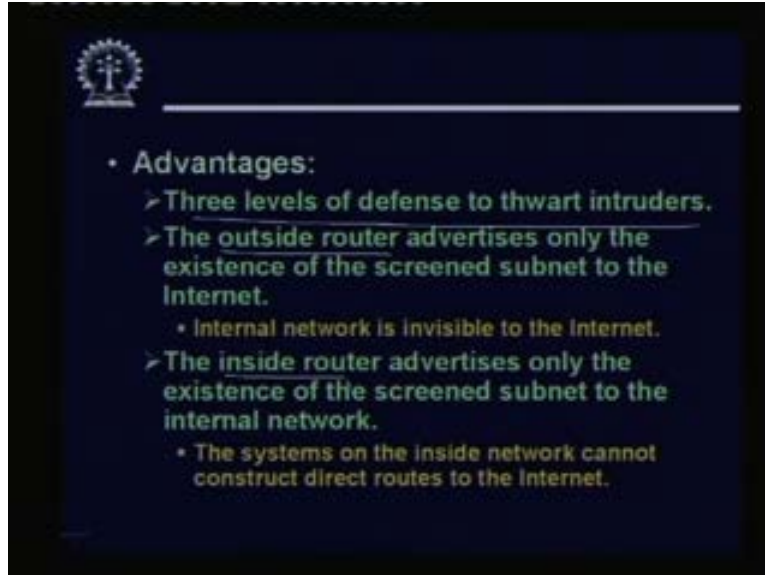 • Advantages:
➢Three levels of defense to thwart intruders.
➢The outside router advertises only the
existence of the screened subnet to the
Internet.
• Internal network is invisible to the Internet.
➢The inside router advertises only the
existence of the screened subnet to the
internal network.
• The systems on the inside network cannot
construct direct routes to the Internet.